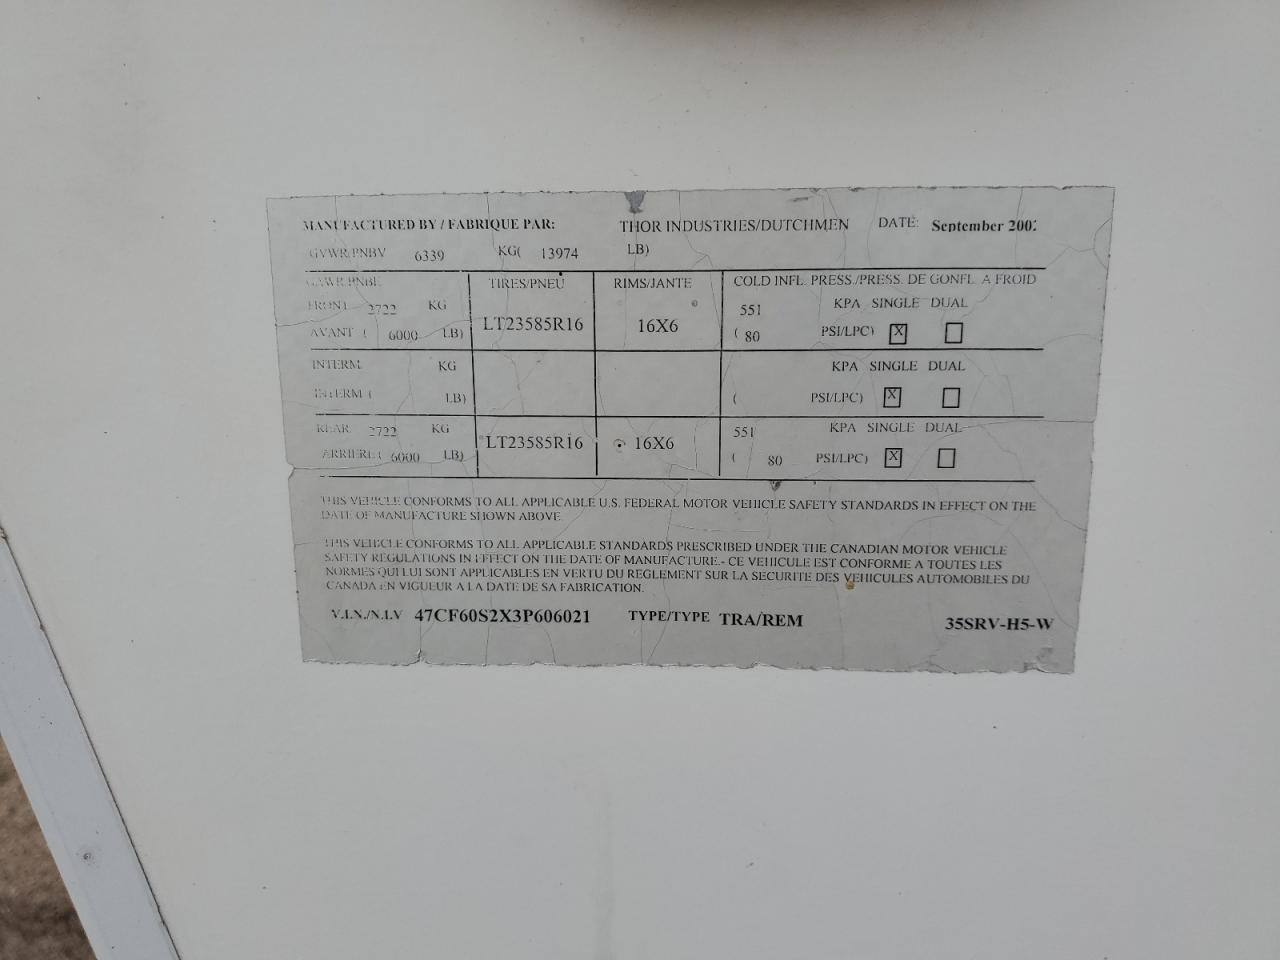 MANUFACTURED BY / FABRIQUE PAR: THOR INDUSTRIES/DUTCHMEN DATE: September
GVWR/PNBV 6339 KG( 13974 LB)
GAWR/PNBE TIRES/PNEU RIMS/JANTE COLD INFL. PRESS./PRESS. DE GONFL. A FROID
FRONT 2722 KG LT23585R16 16X6 551 KPA SINGLE DUAL
AVANT ( 6000 LB) ( 80 PSI/LPC) X
INTERM KG KPA SINGLE DUAL
INTERM ( LB) ( PSI/LPC) X
REAR 2722 KG LT23585R16 16X6 551 KPA SINGLE DUAL
ARRIERE ( 6000 LB) ( 80 PSI/LPC) X
THIS VEHICLE CONFORMS TO ALL APPLICABLE U.S. FEDERAL MOTOR VEHICLE SAFETY STANDARDS IN EFFECT ON THE
DATE OF MANUFACTURE SHOWN ABOVE.
THIS VEHICLE CONFORMS TO ALL APPLICABLE STANDARDS PRESCRIBED UNDER THE CANADIAN MOTOR VEHICLE
SAFETY REGULATIONS IN EFFECT ON THE DATE OF MANUFACTURE.- CE VEHICULE EST CONFORME A TOUTES LES
NORMES QUI LUI SONT APPLICABLES EN VERTU DU REGLEMENT SUR LA SECURITE DES VEHICULES AUTOMOBILES DU
CANADA EN VIGUEUR A LA DATE DE SA FABRICATION.
V.I.N./N.I.V 47CF60S2X3P606021 TYPE/TYPE TRA/REM 35SRV-H5-W